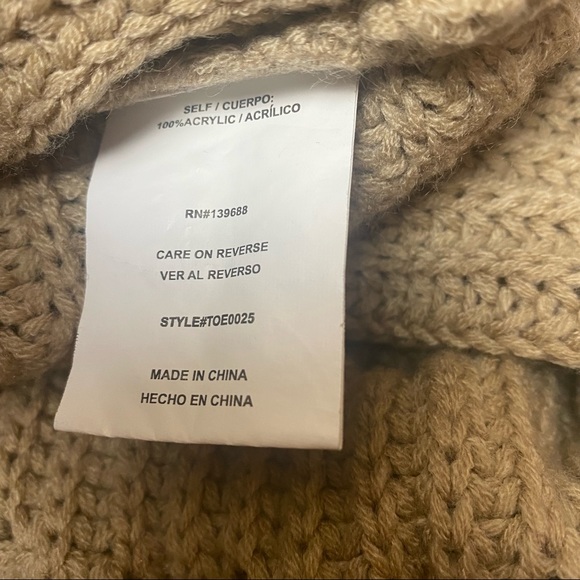 SELF / CUERPO:
100%ACRYLIC / ACRÍLICO
RN#139688
CARE ON REVERSE
VER AL REVERSO
STYLE#TOE0025
MADE IN CHINA
HECHO EN CHINA